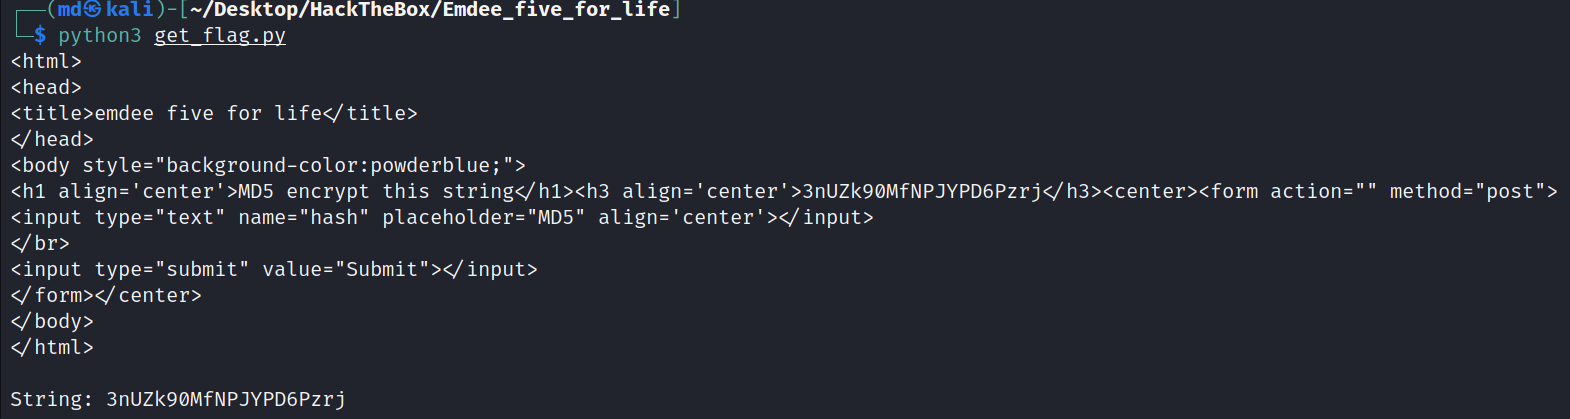 ┌──(md㉿kali)-[~/Desktop/HackTheBox/Emdee_five_for_life]
└─$ python3 get_flag.py
<html>
<head>
<title>emdee five for life</title>
</head>
<body style="background-color:powderblue;">
<h1 align='center'>MD5 encrypt this string</h1><h3 align='center'>3nUZk90MfNPJYPD6Pzrj</h3><center><form action="" method="post">
<input type="text" name="hash" placeholder="MD5" align='center'></input>
</br>
<input type="submit" value="Submit"></input>
</form></center>
</body>
</html>
String: 3nUZk90MfNPJYPD6Pzrj